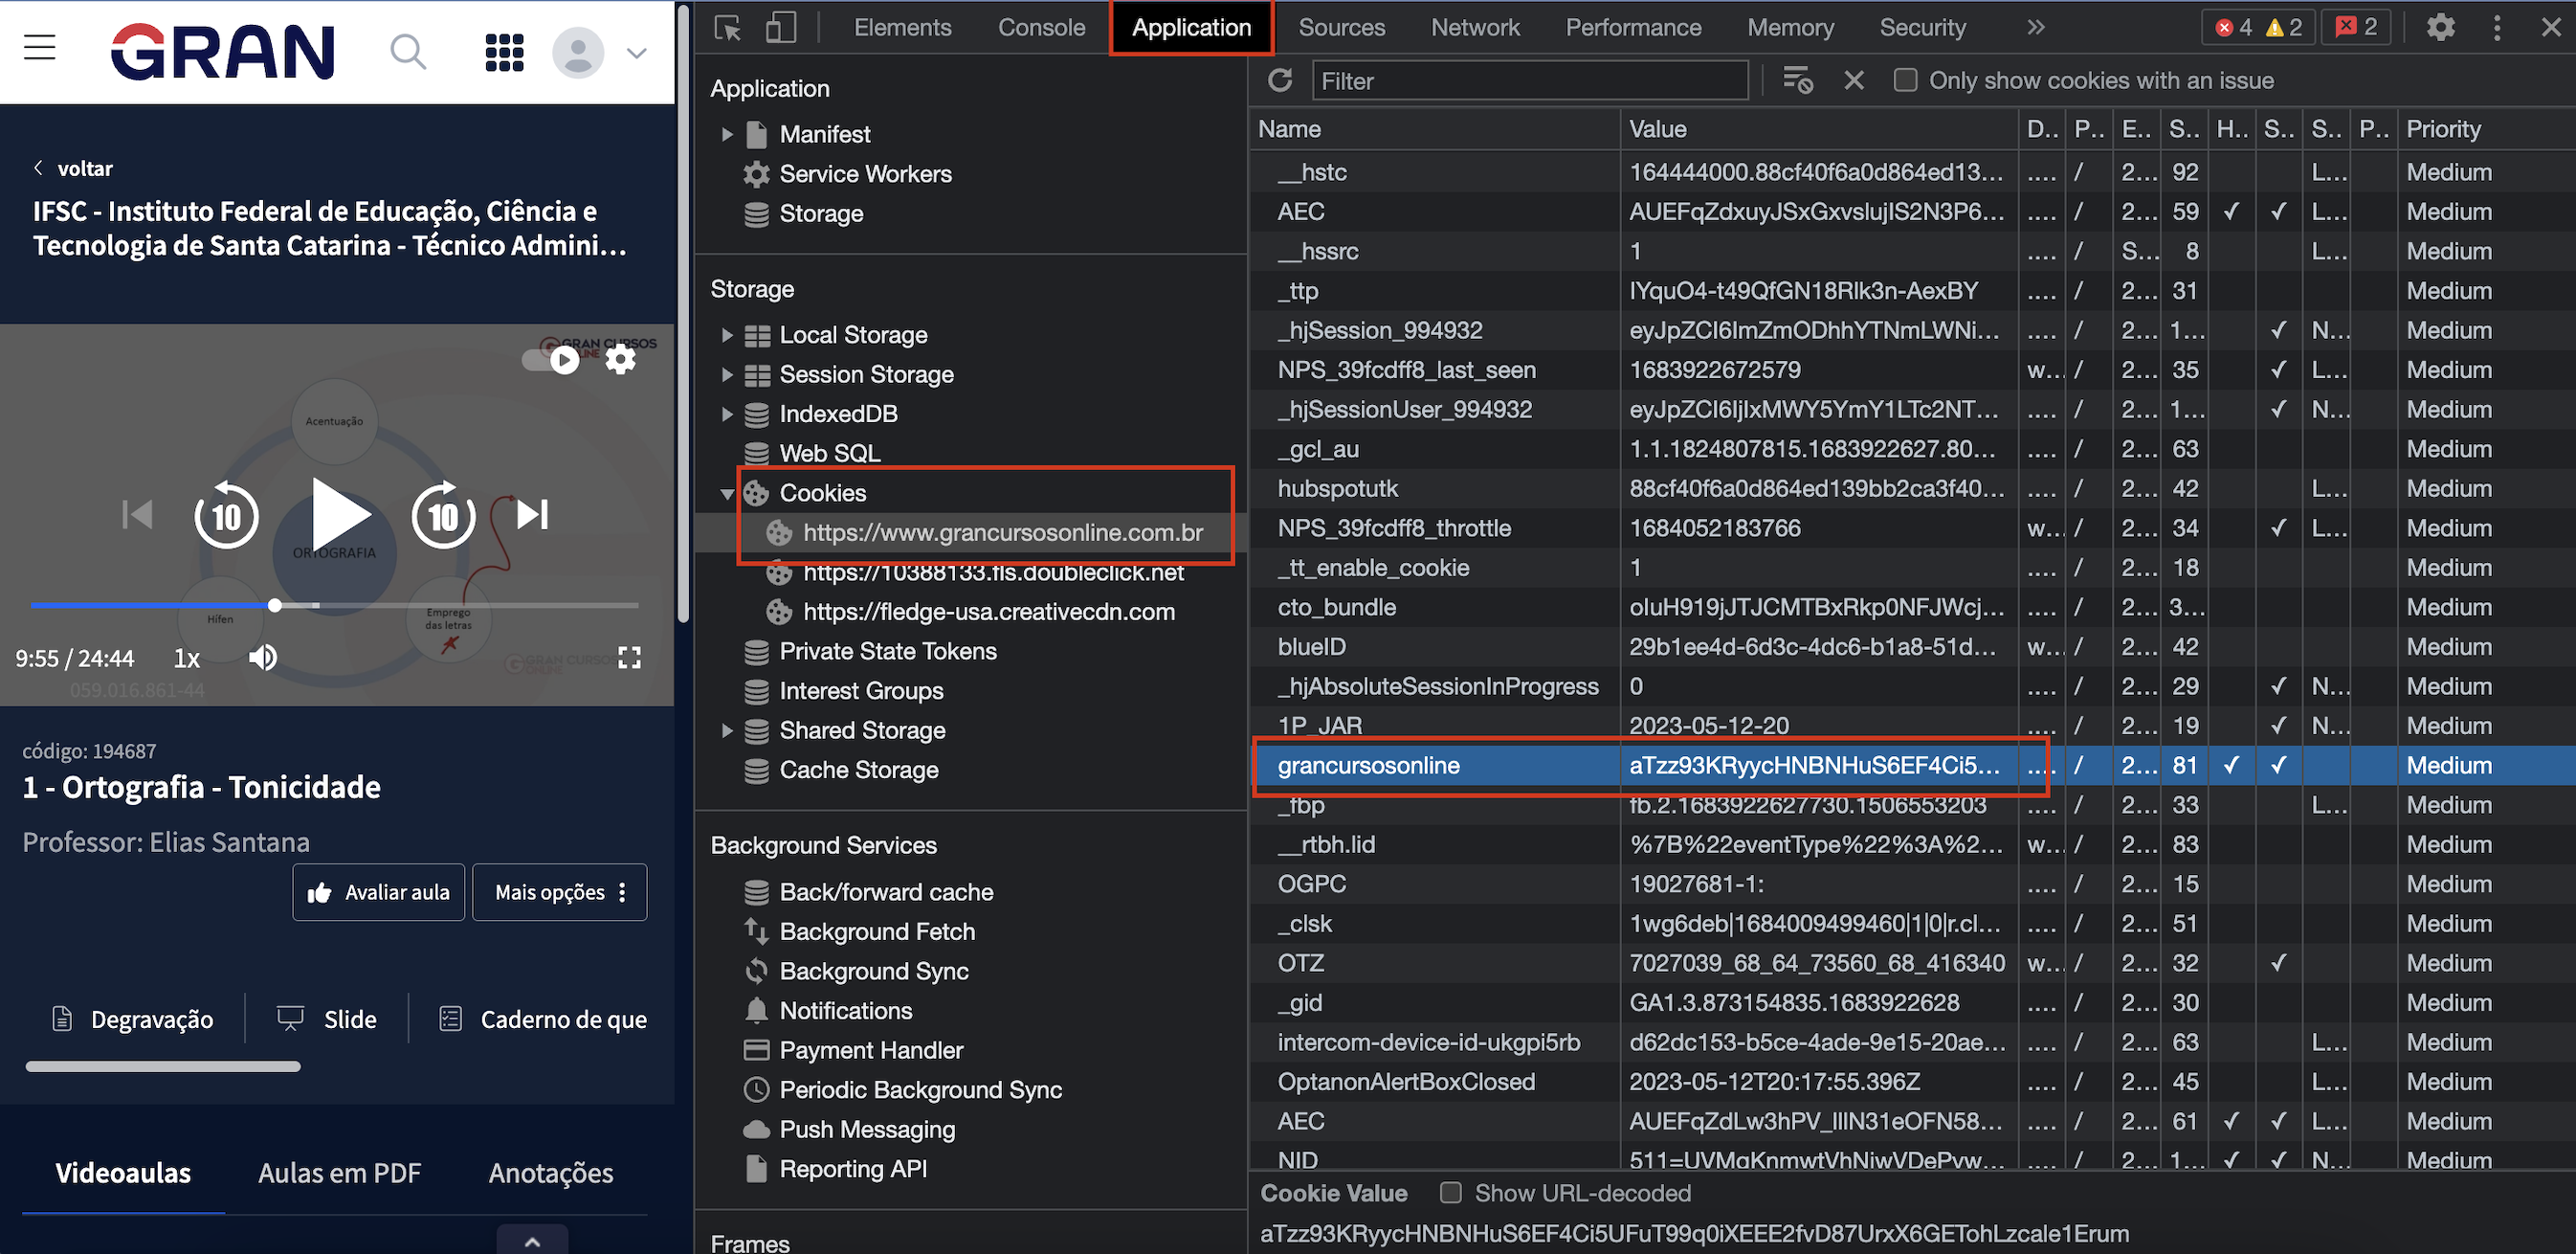 GRAN
voltar
IFSC - Instituto Federal de Educação, Ciência e
Tecnologia de Santa Catarina - Técnico Admini...
GRAN CURSOS
ONLINE
Acentuação
10
10
ORTOGRAFIA
Hífen
Emprego
das letras
9:55 / 24:44 1x
GRAN CURSOS
ONLINE
059.016.861-44
código: 194687
1 - Ortografia - Tonicidade
Professor: Elias Santana
Avaliar aula Mais opções
Degravação Slide Caderno de que
Videoaulas Aulas em PDF Anotações
Elements Console Application Sources Network Performance Memory Security 4 2 2
Application
Manifest
Service Workers
Storage
Storage
Local Storage
Session Storage
IndexedDB
Web SQL
Cookies
https://www.grancursosonline.com.br
https://10388133.fls.doubleclick.net
https://fledge-usa.creativecdn.com
Private State Tokens
Interest Groups
Shared Storage
Cache Storage
Background Services
Back/forward cache
Background Fetch
Background Sync
Notifications
Payment Handler
Periodic Background Sync
Push Messaging
Reporting API
Frames
Filter Only show cookies with an issue
Name Value D.. P.. E.. S.. H.. S.. S.. P.. Priority
__hstc 164444000.88cf40f6a0d864ed13... .... / 2... 92 L... Medium
AEC AUEFqZdxuyJSxGxvslujIS2N3P6... .... / 2... 59 ✓ ✓ L... Medium
__hssrc 1 .... / S... 8 L... Medium
_ttp IYquO4-t49QfGN18Rlk3n-AexBY .... / 2... 31 Medium
_hjSession_994932 eyJpZCI6ImZmODhhYTNmLWNi... .... / 2... 1... ✓ N... Medium
NPS_39fcdff8_last_seen 1683922672579 w... / 2... 35 ✓ L... Medium
_hjSessionUser_994932 eyJpZCI6IjIxMWY5YmY1LTc2NT... .... / 2... 1... ✓ N... Medium
_gcl_au 1.1.1824807815.1683922627.80... .... / 2... 63 Medium
hubspotutk 88cf40f6a0d864ed139bb2ca3f40... .... / 2... 42 L... Medium
NPS_39fcdff8_throttle 1684052183766 w... / 2... 34 ✓ L... Medium
_tt_enable_cookie 1 .... / 2... 18 Medium
cto_bundle oIuH919jJTJCMTBxRkp0NFJWcj... .... / 2... 3... Medium
blueID 29b1ee4d-6d3c-4dc6-b1a8-51d... w... / 2... 42 Medium
_hjAbsoluteSessionInProgress 0 .... / 2... 29 ✓ N... Medium
1P_JAR 2023-05-12-20 .... / 2... 19 ✓ N... Medium
grancursosonline aTzz93KRyycHNBNHuS6EF4Ci5... .... / 2... 81 ✓ ✓ Medium
_fbp fb.2.1683922627730.1506553203 .... / 2... 33 L... Medium
__rtbh.lid %7B%22eventType%22%3A%2... w... / 2... 83 Medium
OGPC 19027681-1: .... / 2... 15 Medium
_clsk 1wg6deb|1684009499460|1|0|r.cl... .... / 2... 51 Medium
OTZ 7027039_68_64_73560_68_416340 w... / 2... 32 ✓ Medium
_gid GA1.3.873154835.1683922628 .... / 2... 30 Medium
intercom-device-id-ukgpi5rb d62dc153-b5ce-4ade-9e15-20ae... .... / 2... 63 L... Medium
OptanonAlertBoxClosed 2023-05-12T20:17:55.396Z .... / 2... 45 L... Medium
AEC AUEFqZdLw3hPV_lIlN31eOFN58... .... / 2... 61 ✓ ✓ L... Medium
NID 511=UVMqKnmwtVhNiwVDePvw... .... / 2... 1... ✓ ✓ N... Medium
Cookie Value Show URL-decoded
aTzz93KRyycHNBNHuS6EF4Ci5UFuT99q0iXEEE2fvD87UrxX6GETohLzcale1Erum